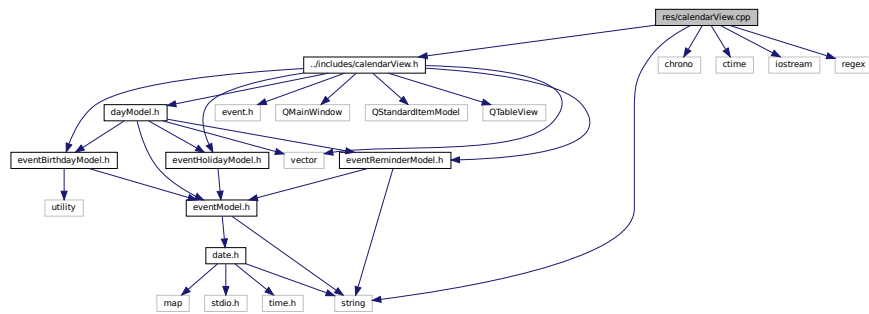 res/calendarView.cpp
../includes/calendarView.h
chrono
ctime
iostream
regex
dayModel.h
event.h
QMainWindow
QStandardItemModel
QTableView
eventBirthdayModel.h
eventHolidayModel.h
vector
eventReminderModel.h
utility
eventModel.h
date.h
map
stdio.h
time.h
string